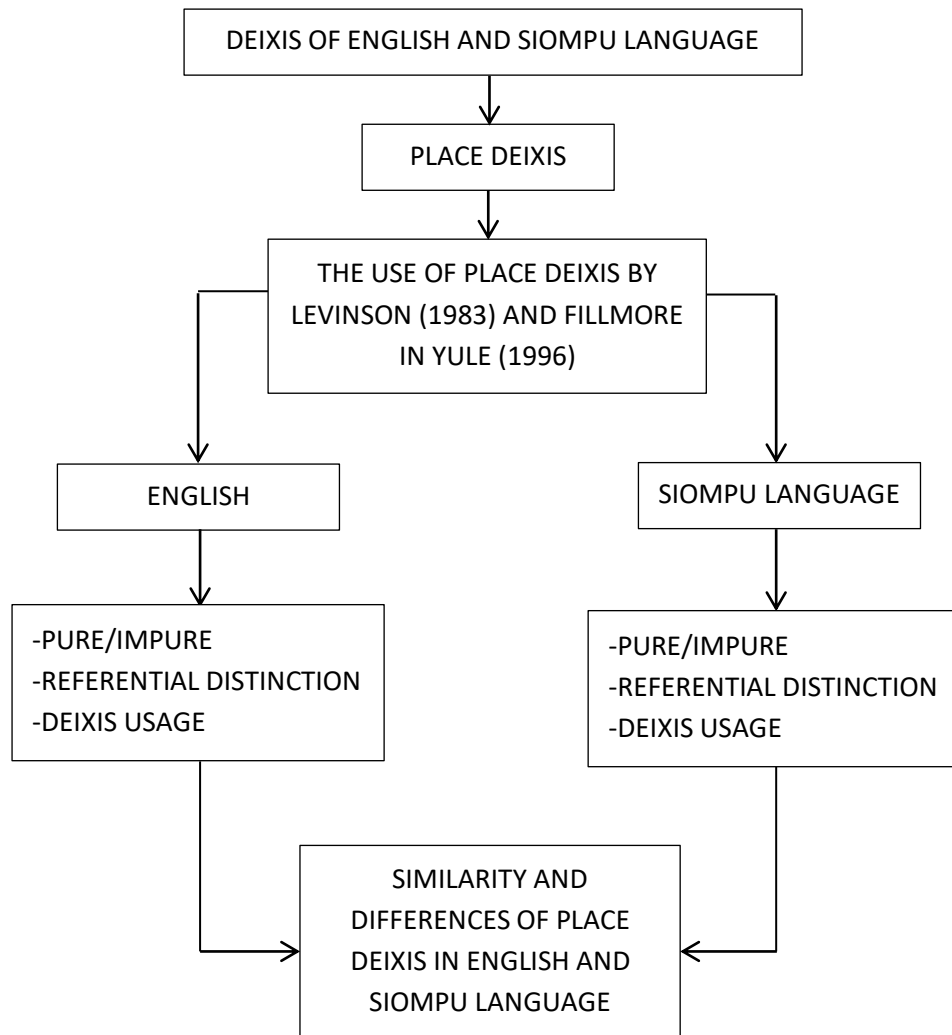 DEIXIS OF ENGLISH AND SIOMPU LANGUAGE
PLACE DEIXIS
THE USE OF PLACE DEIXIS BY
LEVINSON (1983) AND FILLMORE
IN YULE (1996)
ENGLISH
SIOMPU LANGUAGE
-PURE/IMPURE
-REFERENTIAL DISTINCTION
-DEIXIS USAGE
-PURE/IMPURE
-REFERENTIAL DISTINCTION
-DEIXIS USAGE
SIMILARITY AND
DIFFERENCES OF PLACE
DEIXIS IN ENGLISH AND
SIOMPU LANGUAGE